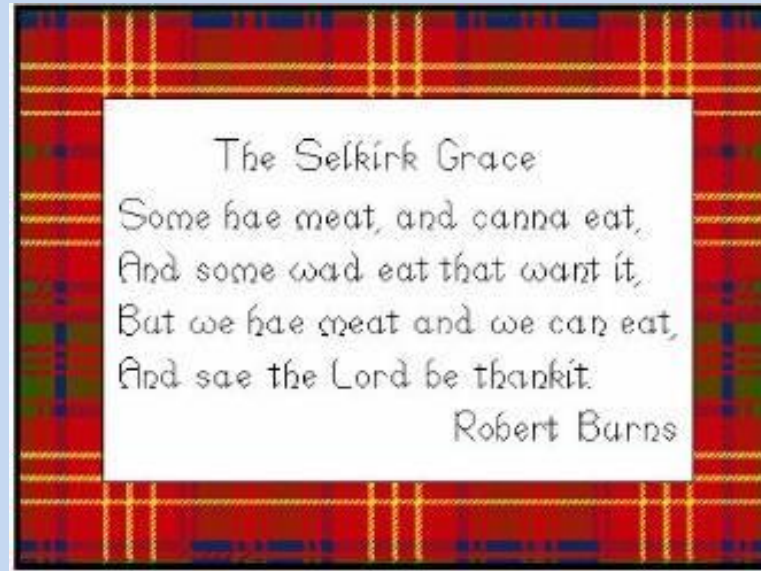 The Selkirk Grace
Some hae meat, and canna eat,
And some wad eat that want it,
But we hae meat and we can eat,
And sae the Lord be thankit.
Robert Burns